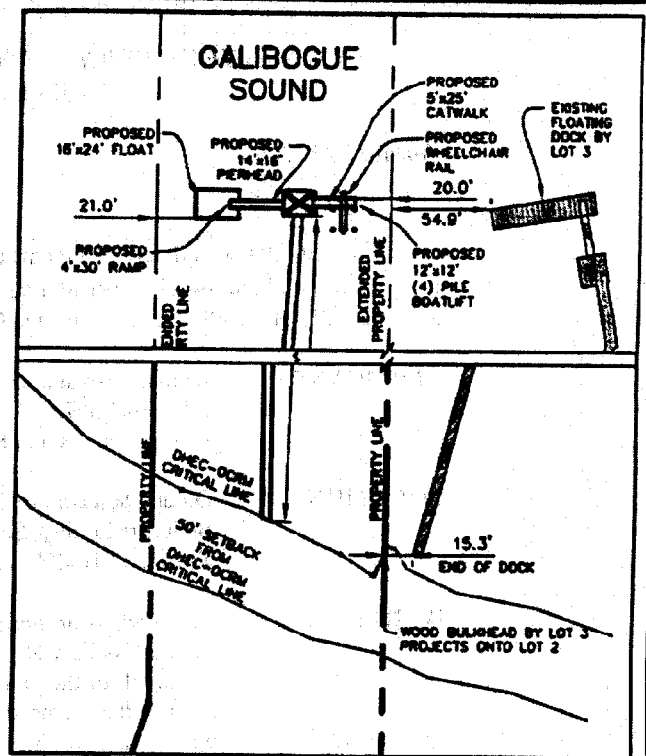 CALIBOGUE
SOUND
PROPOSED
16'x24' FLOAT
PROPOSED
14'x16'
PIERHEAD
PROPOSED
5'x25'
CATWALK
PROPOSED
WHEELCHAIR
RAIL
EXISTING
FLOATING
DOCK BY
LOT 3
21.0'
20.0'
54.9'
PROPOSED
4'x30' RAMP
PROPOSED
12'x12'
(4) PILE
BOATLIFT
ENDED
RTY LINE
EXTENDED
PROPERTY LINE
PROPERTY LINE
PROPERTY LINE
DHEC-OCRM
CRITICAL LINE
50' SETBACK
FROM
DHEC-OCRM
CRITICAL LINE
15.3'
END OF DOCK
WOOD BULKHEAD BY LOT 3
PROJECTS ONTO LOT 2